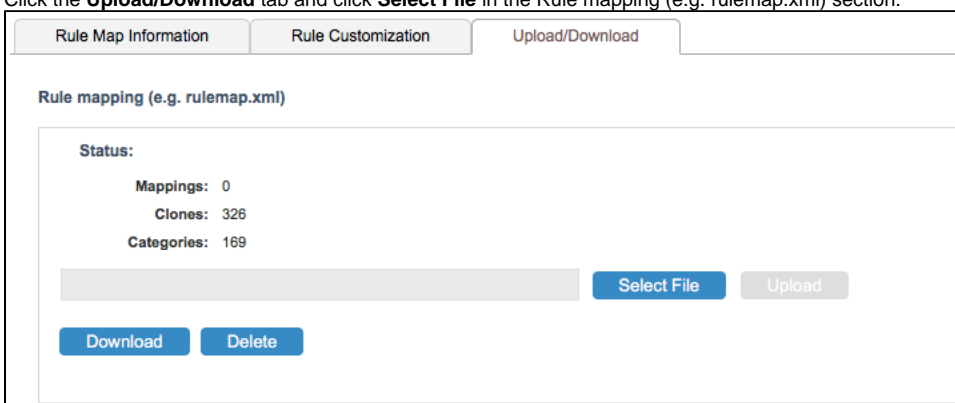 Click the Upload/Download tab and click Select File in the Rule mapping (e.g. rulemap.xml) section.
Rule Map Information Rule Customization Upload/Download
Rule mapping (e.g. rulemap.xml)
Status:
Mappings: 0
Clones: 326
Categories: 169
Select File Upload
Download Delete